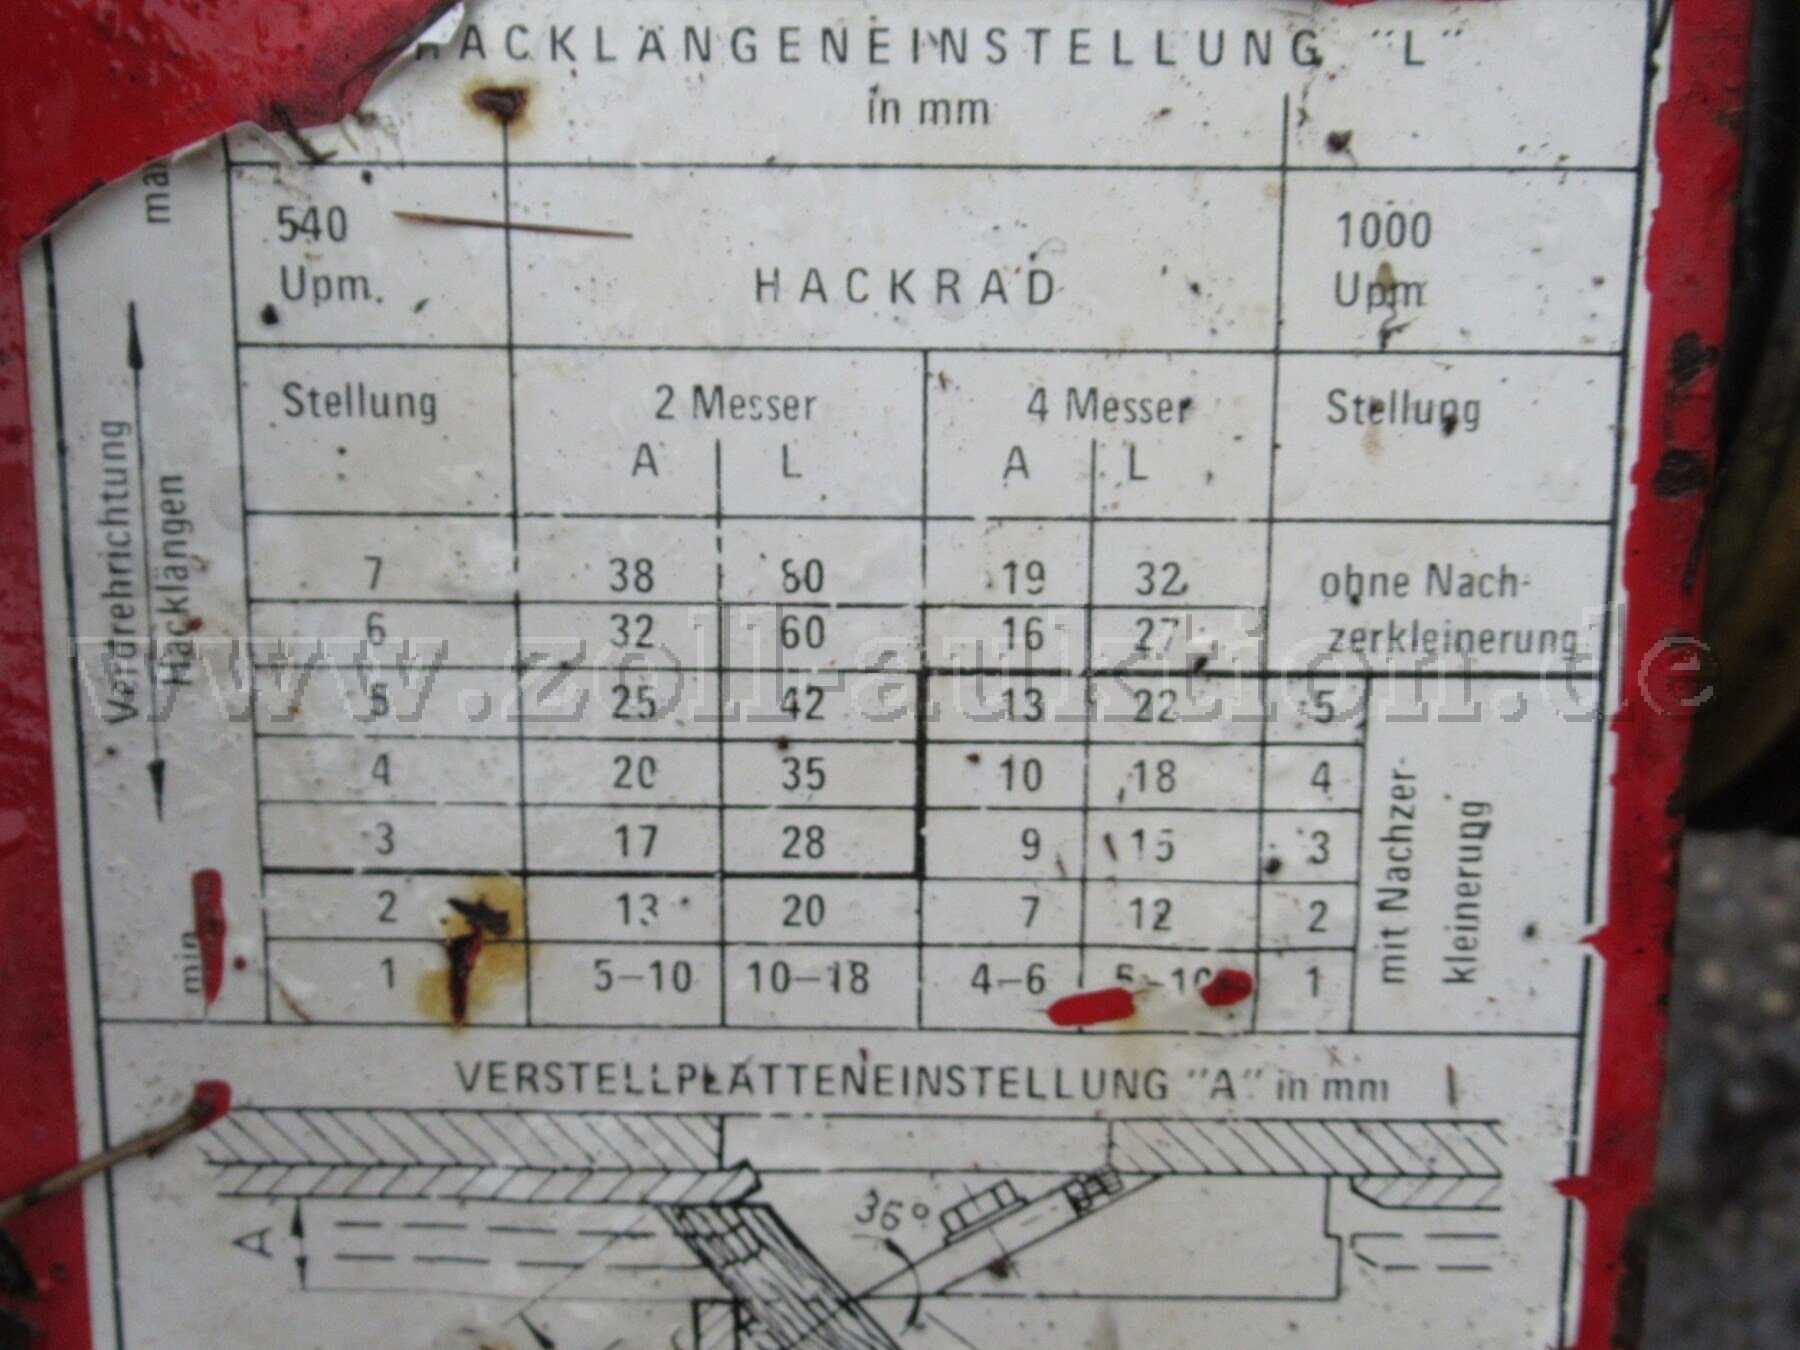 HACKLÄNGENEINSTELLUNG "L"
in mm
540
Upm.
HACKRAD
1000
Upm
Stellung
2 Messer
4 Messer
Stellung
A L
A L
7 38 60 19 32 ohne Nach-
6 32 60 16 27 zerkleinerung
5 25 42 13 22 5
4 20 35 10 18 4
3 17 28 9 15 3
2 13 20 7 12 2
1 5–10 10–18 4–6 5–10 1
mit Nachzer-
kleinerung
Verdrehrichtung
Hacklängen
min
VERSTELLPLATTENEINSTELLUNG "A" in mm
A
36°
www.zoll-auktion.de